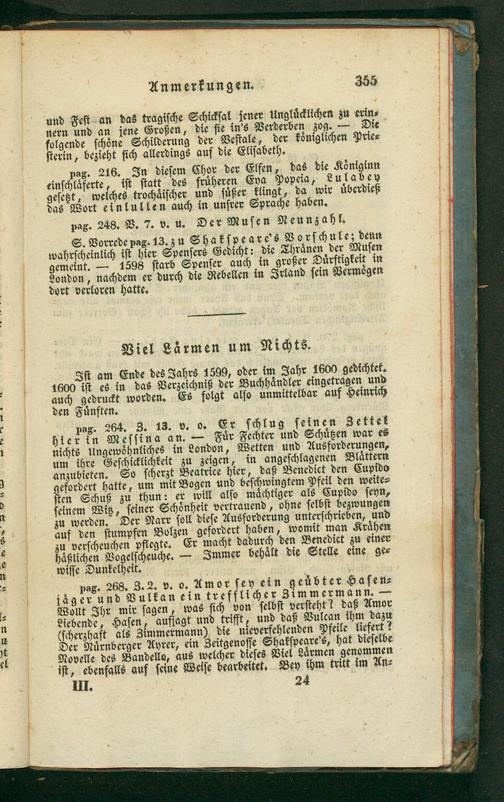 Anmerkungen. 355
und Fest an das tragische Schicksal jener Unglücklichen zu erin-
nern und an jene Großen, die sie in's Verderben zog. — Die
folgende schöne Schilderung der Vestale, der königlichen Prie-
sterin, bezieht sich allerdings auf die Elisabeth.
pag. 216. In diesem Chor der Elfen, das die Königinn
einschläferte, ist statt des früheren Eya Popeia, Lulabey
gesetzt, welches trochäischer und süßer klingt, da wir überdieß
das Wort einlullen auch in unsrer Sprache haben.
pag. 248. B. 7. v. u. Der Musen Neunzahl.
S. Vorrede pag. 13. zu Shakspeare's Vorschule; denn
wahrscheinlich ist hier Spensers Gedicht: die Thränen der Musen
gemeint. — 1598 starb Spenser auch in großer Dürftigkeit in
London, nachdem er durch die Rebellen in Irland sein Vermögen
dort verloren hatte.
Viel Lärmen um Nichts.
Ist am Ende des Jahrs 1599, oder im Jahr 1600 gedichtet.
1600 ist es in das Verzeichniß der Buchhändler eingetragen und
auch gedruckt worden. Es folgt also unmittelbar auf Heinrich
den Fünften.
pag. 264. Z. 13. v. o. Er schlug seinen Zettel
hier in Messina an. — Für Fechter und Schützen war es
nichts Ungewöhnliches in London, Wetten und Ausforderungen,
um ihre Geschicklichkeit zu zeigen, in angeschlagenen Blättern
anzubieten. So scherzt Beatrice hier, daß Benedict den Cupido
gefordert hatte, um mit Bogen und beschwingtem Pfeil den weite-
sten Schuß zu thun: er will also mächtiger als Cupido seyn,
seinem Witz, seiner Schönheit vertrauend, ohne selbst bezwungen
zu werden. Der Narr soll diese Ausforderung unterschrieben, und
auf den stumpfen Bolzen gefordert haben, womit man Krähen
zu verscheuchen pflegte. Er macht dadurch den Benedict zu einer
häßlichen Vogelscheuche. — Immer behält die Stelle eine ge-
wisse Dunkelheit.
pag. 268. Z. 2. v. o. Amor sey ein geübter Hasen-
jäger und Vulkan ein trefflicher Zimmermann. —
Wollt Ihr mir sagen, was sich von selbst versteht? daß Amor
Liebende, Hasen, aufjagt und trifft, und daß Vulcan ihm dazu
(scherzhaft als Zimmermann) die nieverfehlenden Pfeile liefert?
Der Nürnberger Ayrer, ein Zeitgenosse Shakspeare's, hat dieselbe
Novelle des Bandello, aus welcher dieses Viel Lärmen genommen
ist, ebenfalls auf seine Weise bearbeitet. Bey ihm tritt im An-
III. 24